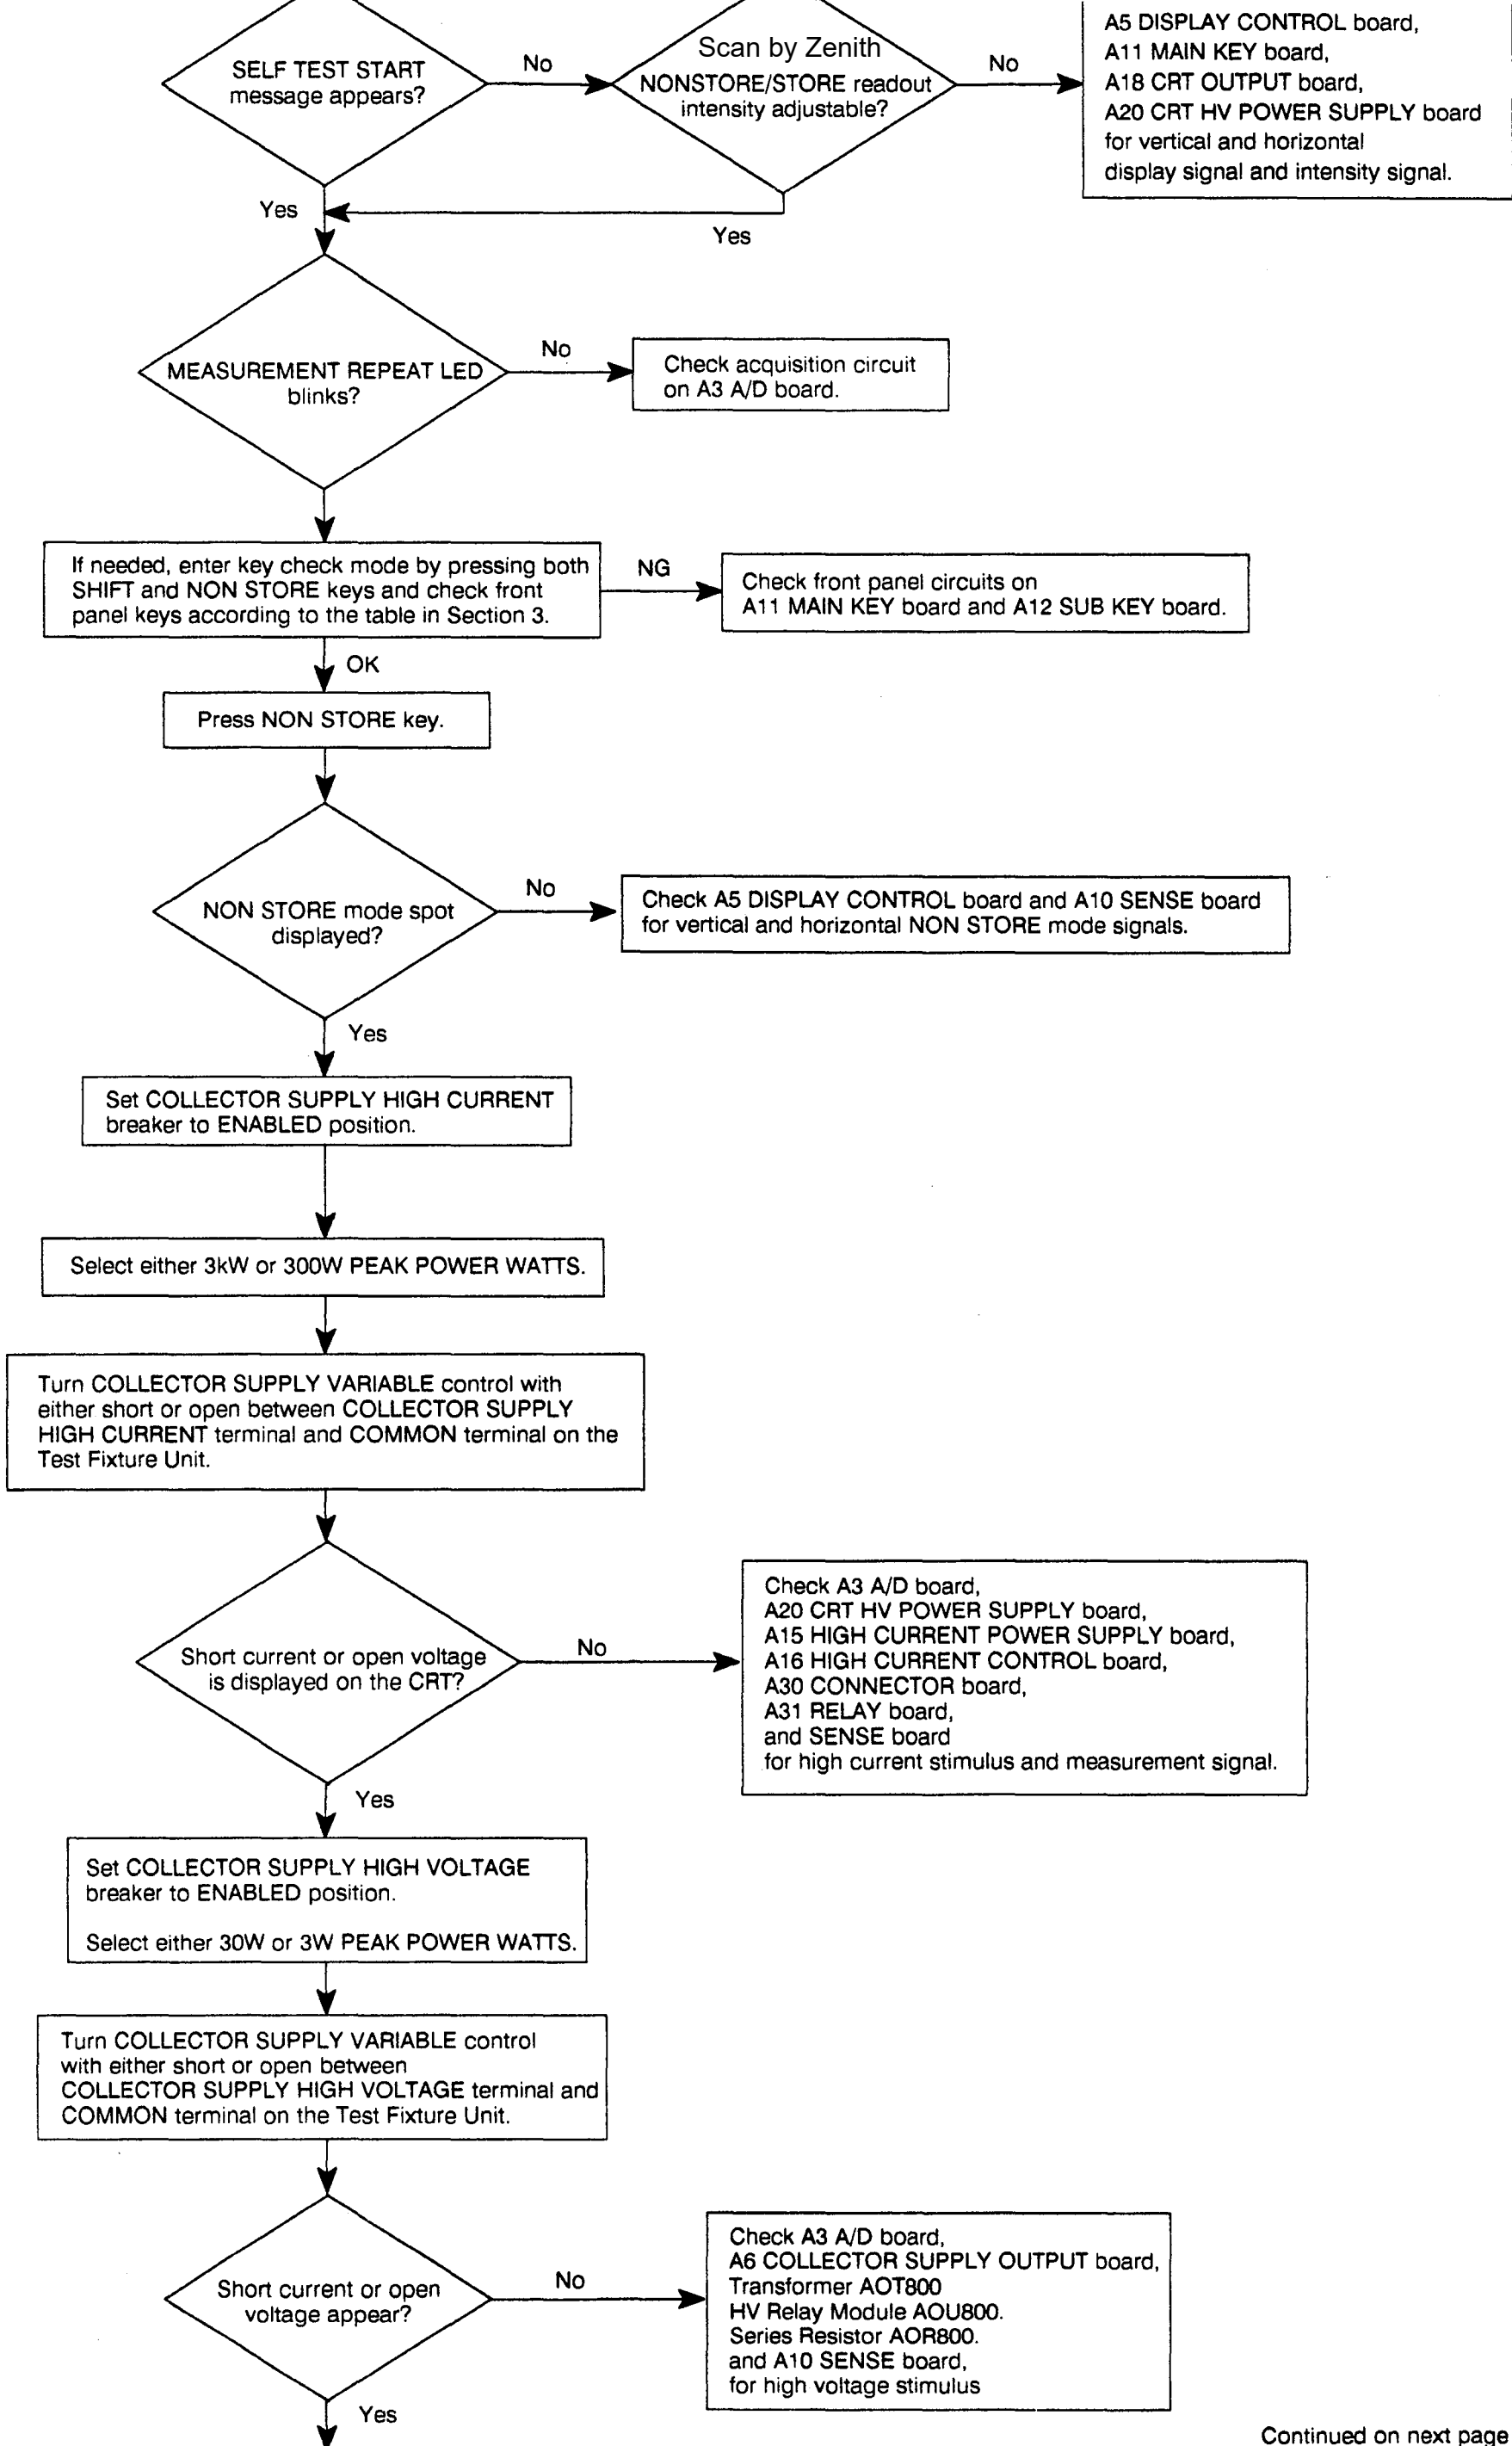 A5 DISPLAY CONTROL board,
A11 MAIN KEY board,
A18 CRT OUTPUT board,
A20 CRT HV POWER SUPPLY board
for vertical and horizontal
display signal and intensity signal.
SELF TEST START
message appears?
No
Scan by Zenith
NONSTORE/STORE readout
intensity adjustable?
No
Yes
Yes
MEASUREMENT REPEAT LED
blinks?
No
Check acquisition circuit
on A3 A/D board.
If needed, enter key check mode by pressing both
SHIFT and NON STORE keys and check front
panel keys according to the table in Section 3.
NG
Check front panel circuits on
A11 MAIN KEY board and A12 SUB KEY board.
OK
Press NON STORE key.
NON STORE mode spot
displayed?
No
Check A5 DISPLAY CONTROL board and A10 SENSE board
for vertical and horizontal NON STORE mode signals.
Yes
Set COLLECTOR SUPPLY HIGH CURRENT
breaker to ENABLED position.
Select either 3kW or 300W PEAK POWER WATTS.
Turn COLLECTOR SUPPLY VARIABLE control with
either short or open between COLLECTOR SUPPLY
HIGH CURRENT terminal and COMMON terminal on the
Test Fixture Unit.
Short current or open voltage
is displayed on the CRT?
No
Check A3 A/D board,
A20 CRT HV POWER SUPPLY board,
A15 HIGH CURRENT POWER SUPPLY board,
A16 HIGH CURRENT CONTROL board,
A30 CONNECTOR board,
A31 RELAY board,
and SENSE board
for high current stimulus and measurement signal.
Yes
Set COLLECTOR SUPPLY HIGH VOLTAGE
breaker to ENABLED position.
Select either 30W or 3W PEAK POWER WATTS.
Turn COLLECTOR SUPPLY VARIABLE control
with either short or open between
COLLECTOR SUPPLY HIGH VOLTAGE terminal and
COMMON terminal on the Test Fixture Unit.
Short current or open
voltage appear?
No
Check A3 A/D board,
A6 COLLECTOR SUPPLY OUTPUT board,
Transformer AOT800
HV Relay Module AOU800.
Series Resistor AOR800.
and A10 SENSE board,
for high voltage stimulus
Yes
Continued on next page